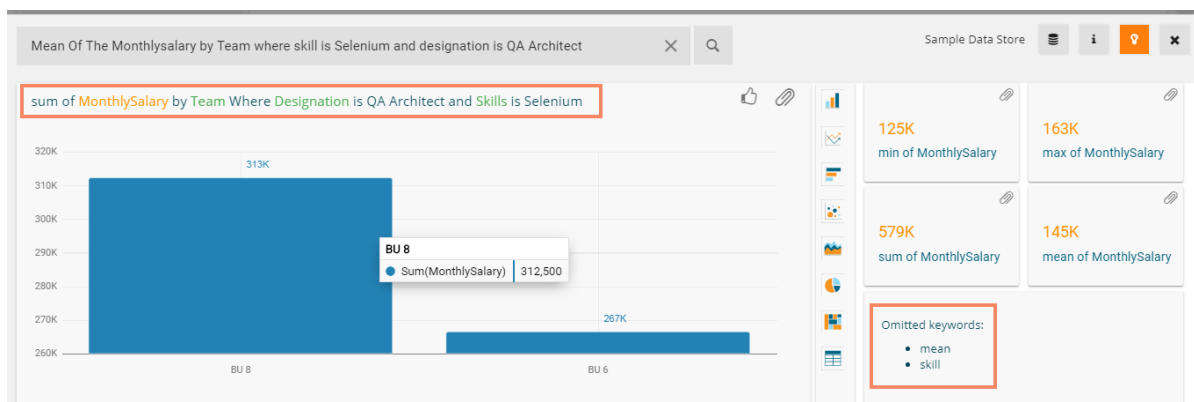 Mean Of The Monthlysalary by Team where skill is Selenium and designation is QA Architect
Sample Data Store
sum of MonthlySalary by Team Where Designation is QA Architect and Skills is Selenium
320K
310K
300K
290K
280K
270K
260K
313K
267K
BU 8
Sum(MonthlySalary) 312,500
BU 8
BU 6
125K
min of MonthlySalary
163K
max of MonthlySalary
579K
sum of MonthlySalary
145K
mean of MonthlySalary
Omitted keywords:
• mean
• skill